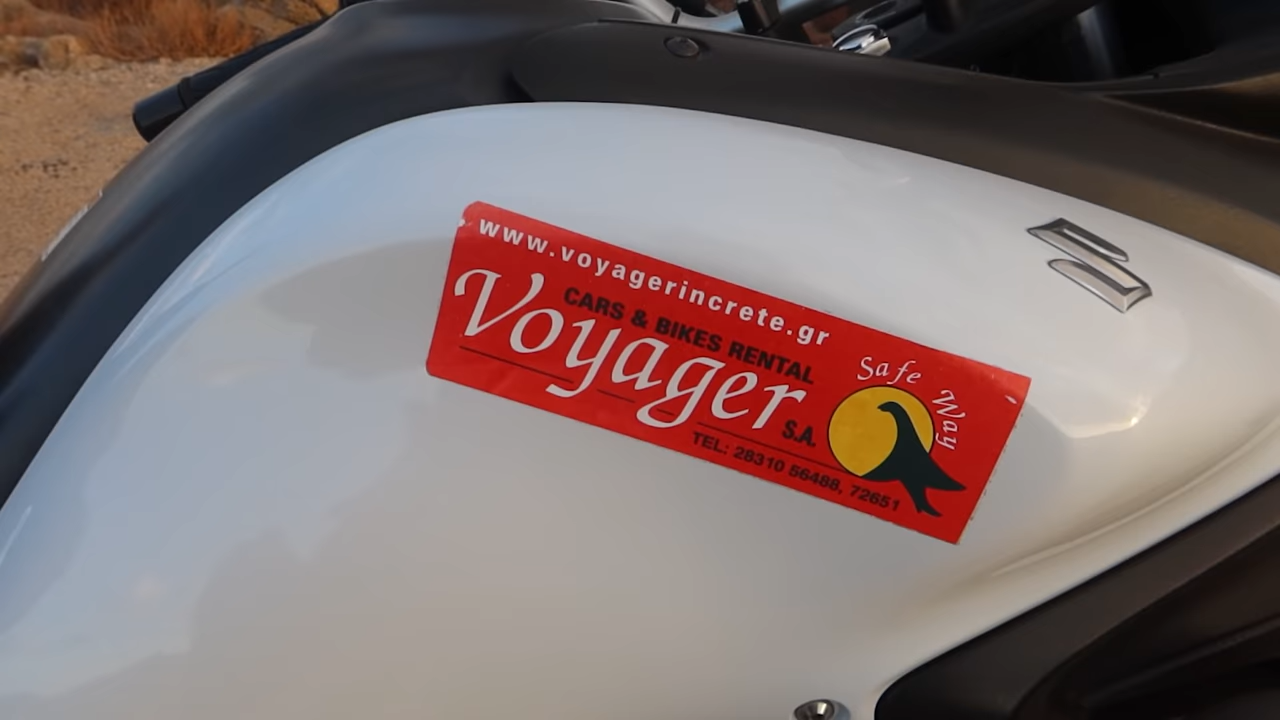 www.voyagerincrete.gr
CARS & BIKES RENTAL
Voyager S.A.
Safe Way
TEL: 28310 56488, 72651